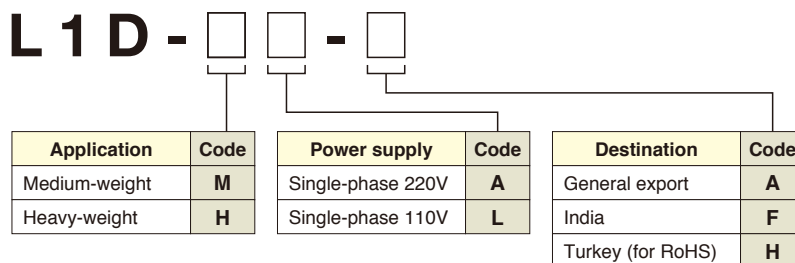 L1D-□□-□
Application Code
Medium-weight M
Heavy-weight H
Power supply Code
Single-phase 220V A
Single-phase 110V L
Destination Code
General export A
India F
Turkey (for RoHS) H